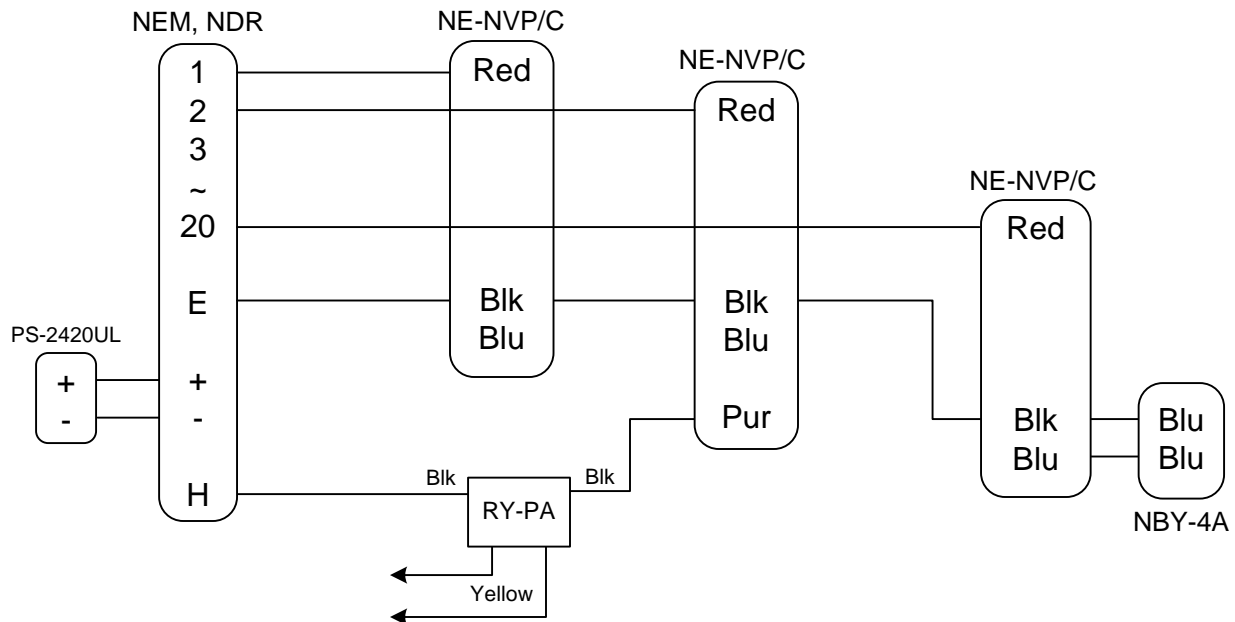 NEM, NDR
1
2
3
~
20
E
+
-
H
PS-2420UL
+
-
NE-NVP/C
Red
Blk
Blu
NE-NVP/C
Red
Blk
Blu
Pur
NE-NVP/C
Red
Blk
Blu
Blu
Blu
NBY-4A
Blk
RY-PA
Blk
Yellow